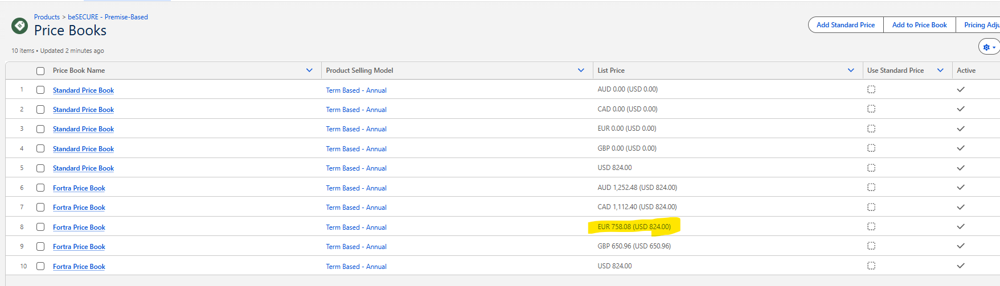 Products > beSECURE - Premise-Based
Price Books
Add Standard Price Add to Price Book Pricing Adju
10 items • Updated 2 minutes ago
Price Book Name Product Selling Model List Price Use Standard Price Active
1 Standard Price Book Term Based - Annual AUD 0.00 (USD 0.00)
2 Standard Price Book Term Based - Annual CAD 0.00 (USD 0.00)
3 Standard Price Book Term Based - Annual EUR 0.00 (USD 0.00)
4 Standard Price Book Term Based - Annual GBP 0.00 (USD 0.00)
5 Standard Price Book Term Based - Annual USD 824.00
6 Fortra Price Book Term Based - Annual AUD 1,252.48 (USD 824.00)
7 Fortra Price Book Term Based - Annual CAD 1,112.40 (USD 824.00)
8 Fortra Price Book Term Based - Annual EUR 758.08 (USD 824.00)
9 Fortra Price Book Term Based - Annual GBP 650.96 (USD 650.96)
10 Fortra Price Book Term Based - Annual USD 824.00